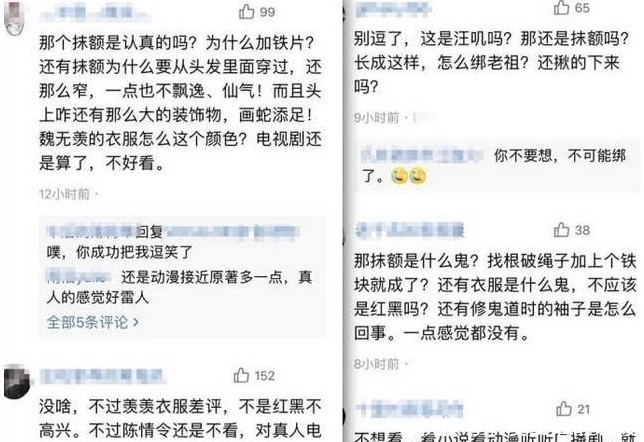 99
那个抹额是认真的吗？为什么加铁片？
还有抹额为什么要从头发里面穿过，还
那么窄，一点也不飘逸、仙气！而且头
上咋还有那么大的装饰物，画蛇添足！
魏无羡的衣服怎么这个颜色？电视剧还
是算了，不好看。
12小时前 ·
回复
噗，你成功把我逗笑了
还是动漫接近原著多一点，真
人的感觉好雷人
全部5条评论 >
152
没啥，不过羡羡衣服差评，不是红黑不
高兴。不过陈情令还是不看，对真人电
65
别逗了，这是汪叽吗？那还是抹额吗？
长成这样，怎么绑老祖？还揪的下来
吗？
9小时前 ·
你不要想，不可能绑
了。😂😂
38
那抹额是什么鬼？找根破绳子加上个铁
块就成了？还有衣服是什么鬼，不应该
是红黑吗？还有修鬼道时的袖子是怎么
回事。一点感觉都没有。
8小时前 ·
21